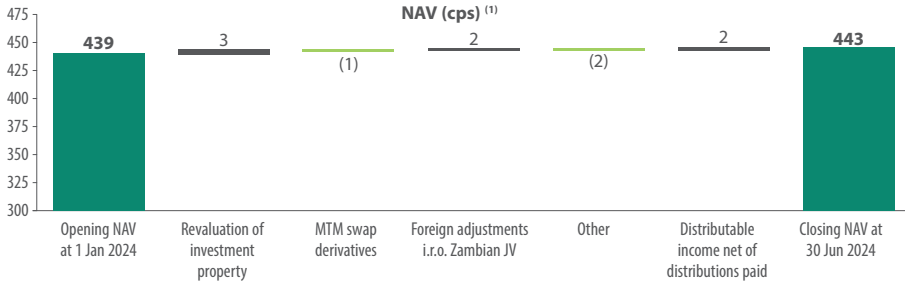 NAV (cps) (1)
475
450
425
400
375
350
325
300
439
3
(1)
2
(2)
2
443
Opening NAV
at 1 Jan 2024
Revaluation of
investment
property
MTM swap
derivatives
Foreign adjustments
i.r.o. Zambian JV
Other
Distributable
income net of
distributions paid
Closing NAV at
30 Jun 2024